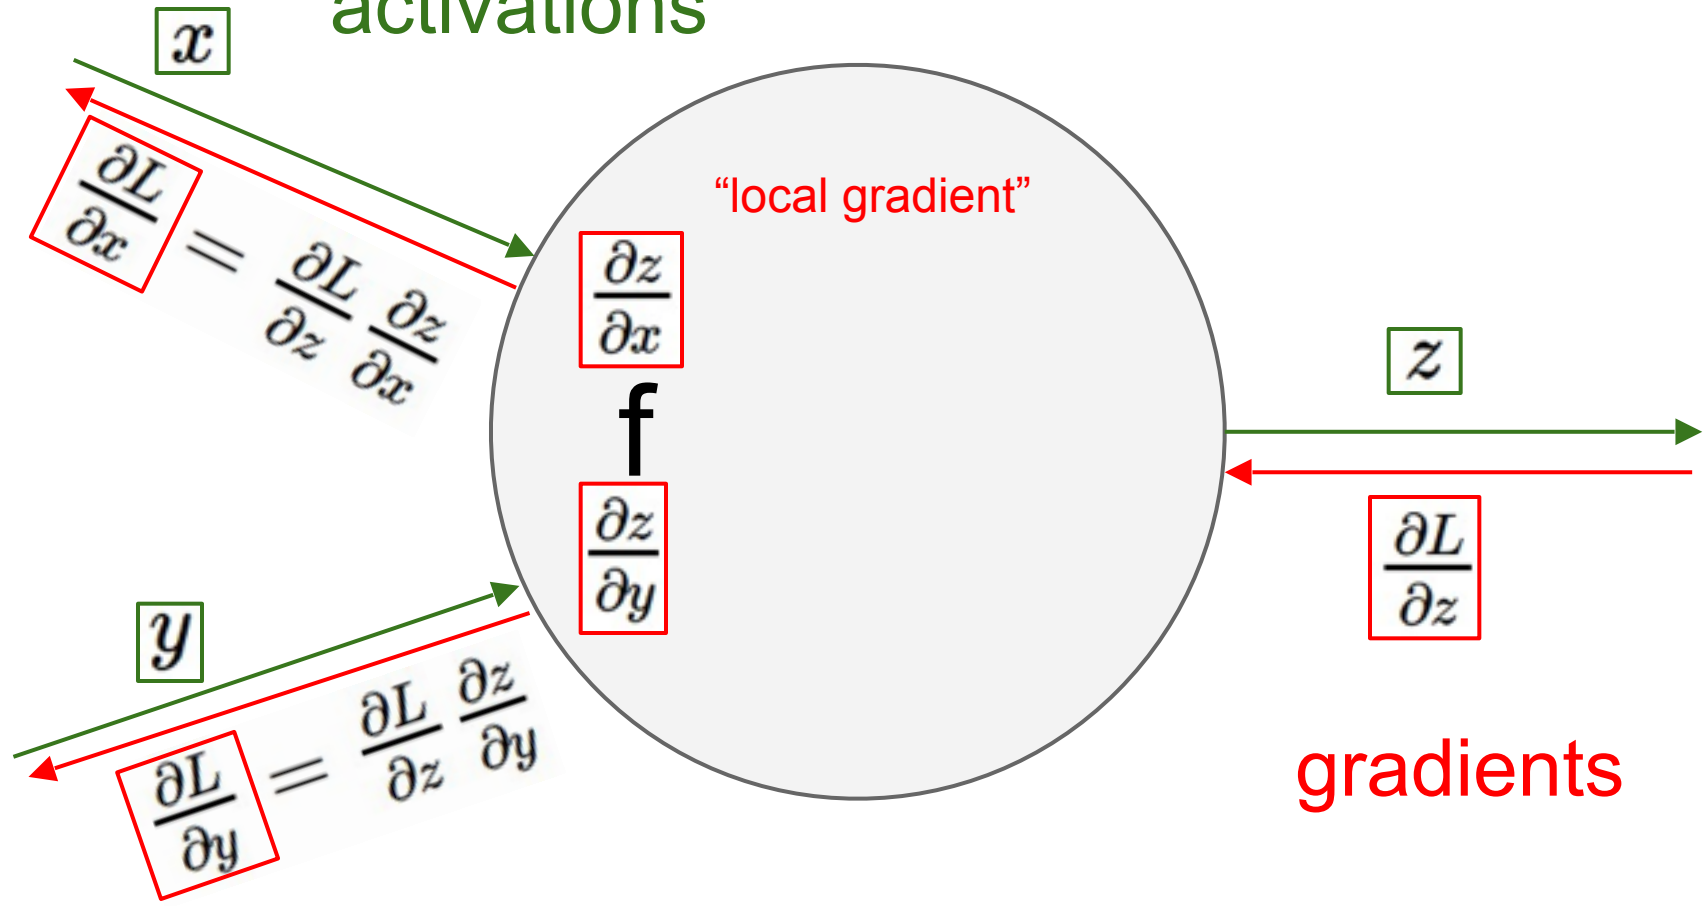 activations
x
∂L/∂x = ∂L/∂z ∂z/∂x
“local gradient”
∂z/∂x
f
∂z/∂y
z
∂L/∂z
y
∂L/∂y = ∂L/∂z ∂z/∂y
gradients